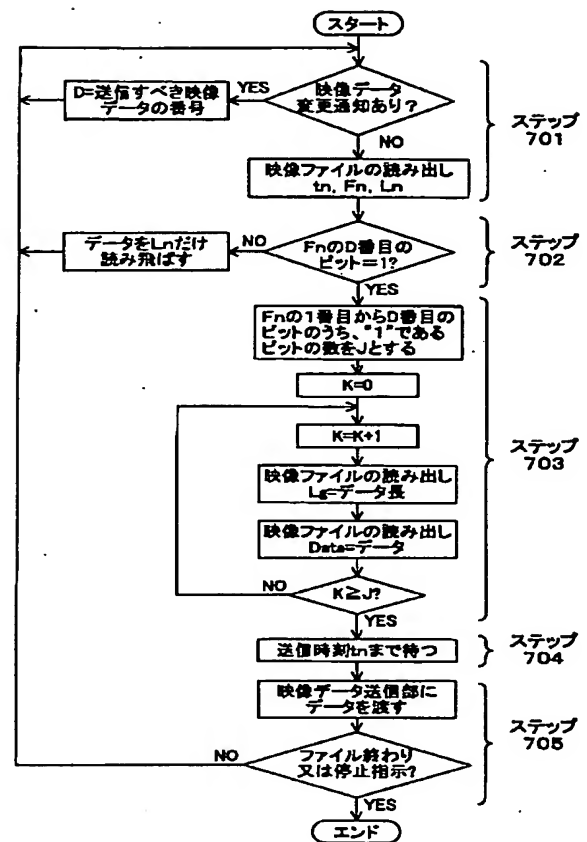 スタート
映像データ
変更通知あり?
YES
D=送信すべき映像
データの番号
NO
映像ファイルの読み出し
tn, Fn, Ln
ステップ
701
FnのD番目の
ビット=1?
NO
データをLnだけ
読み飛ばす
YES
ステップ
702
Fnの1番目からD番目の
ビットのうち、"1"である
ビットの数をJとする
K=0
K=K+1
映像ファイルの読み出し
Lg=データ長
映像ファイルの読み出し
Data=データ
NO
K≧J?
YES
ステップ
703
送信時刻tnまで待つ
ステップ
704
映像データ送信部に
データを渡す
NO
ファイル終わり
又は停止指示?
YES
ステップ
705
エンド